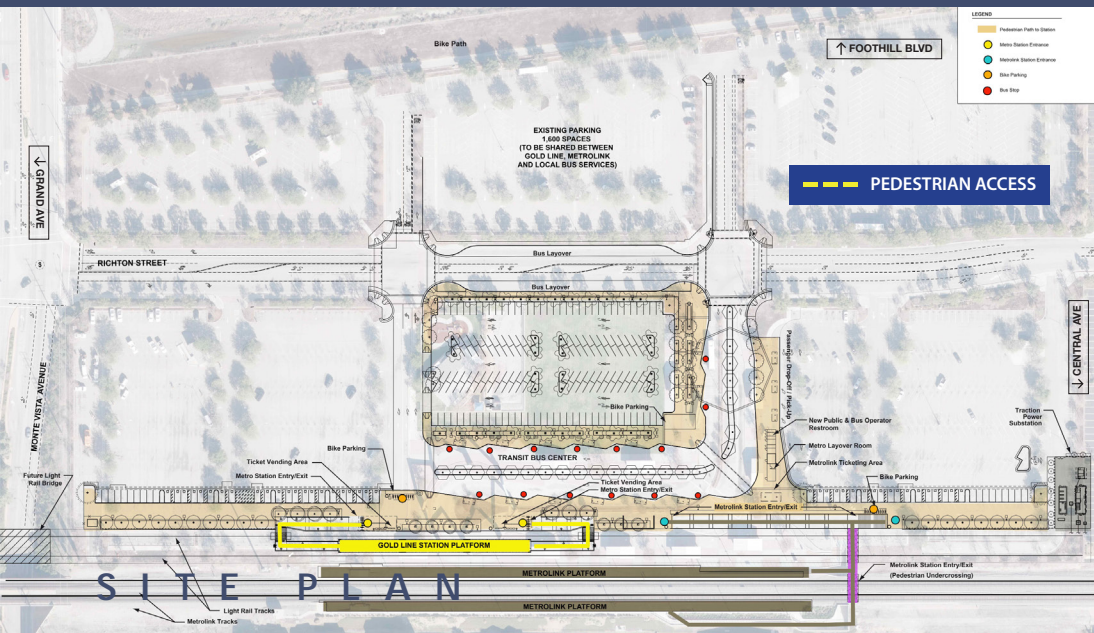 LEGEND
Pedestrian Path to Station
Metro Station Entrance
Metrolink Station Entrance
Bike Parking
Bus Stop
Bike Path
↑ FOOTHILL BLVD
EXISTING PARKING
1,600 SPACES
(TO BE SHARED BETWEEN
GOLD LINE, METROLINK
AND LOCAL BUS SERVICES)
PEDESTRIAN ACCESS
↓ GRAND AVE
RICHTON STREET
Bus Layover
Bus Layover
MONTE VISTA AVENUE
↓ CENTRAL AVE
Passenger Drop-Off / Pick-Up
Bike Parking
New Public & Bus Operator
Restroom
Traction
Power
Substation
Metro Layover Room
Metrolink Ticketing Area
Bike Parking
TRANSIT BUS CENTER
Bike Parking
Ticket Vending Area
Metro Station Entry/Exit
Future Light
Rail Bridge
Ticket Vending Area
Metro Station Entry/Exit
Metrolink Station Entry/Exit
GOLD LINE STATION PLATFORM
Metrolink Station Entry/Exit
(Pedestrian Undercrossing)
METROLINK PLATFORM
SITE PLAN
METROLINK PLATFORM
Light Rail Tracks
Metrolink Tracks